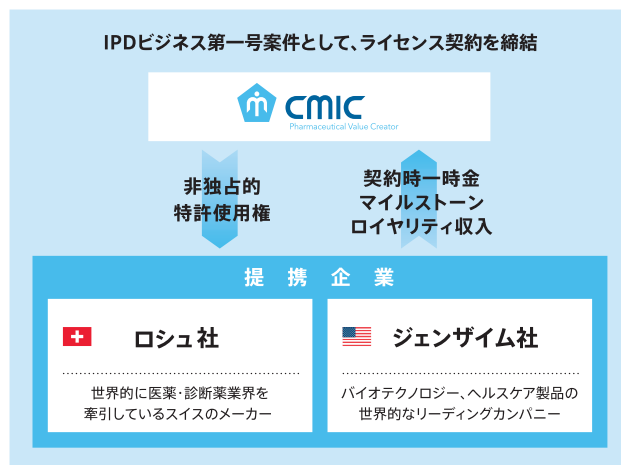 IPDビジネス第一号案件として、ライセンス契約を締結
CMIC
Pharmaceutical Value Creator
非独占的
特許使用権
契約時一時金
マイルストーン
ロイヤリティ収入
提携企業
ロシュ社
世界的に医薬・診断薬業界を
牽引しているスイスのメーカー
ジェンザイム社
バイオテクノロジー、ヘルスケア製品の
世界的なリーディングカンパニー